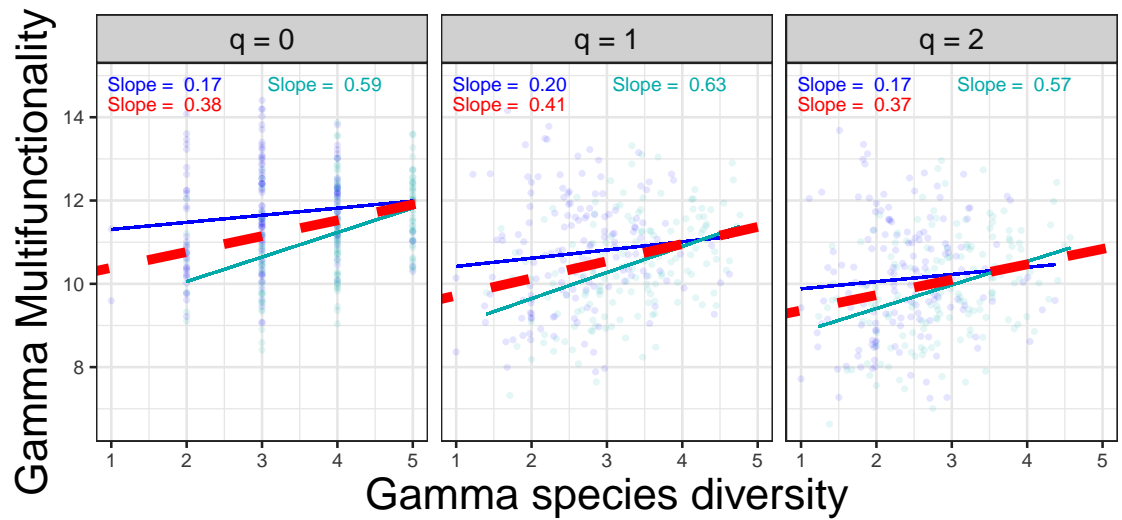 q = 0
q = 1
q = 2
Slope = 0.17
Slope = 0.59
Slope = 0.38
Slope = 0.20
Slope = 0.63
Slope = 0.41
Slope = 0.17
Slope = 0.57
Slope = 0.37
Gamma Multifunctionality
14
12
10
8
1 2 3 4 5
1 2 3 4 5
1 2 3 4 5
Gamma species diversity